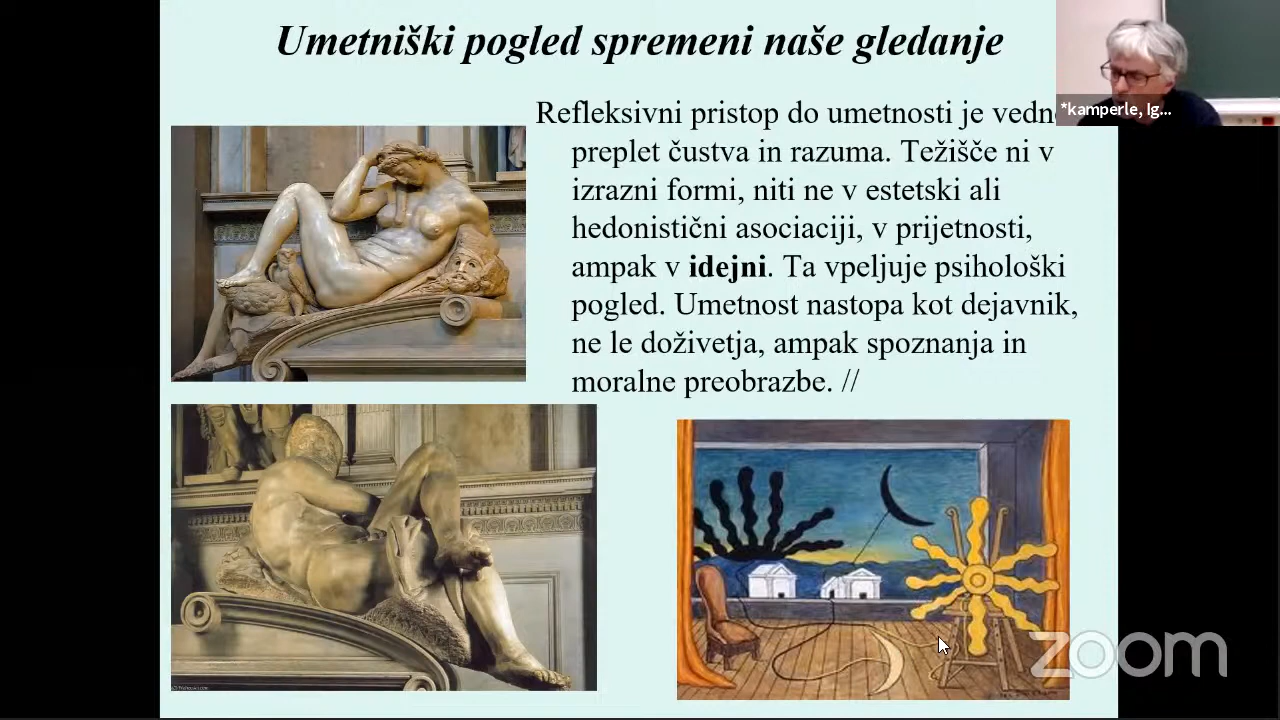 Umetniški pogled spremeni naše gledanje
*kamperle, Ig...
Refleksivni pristop do umetnosti je
preplet čustva in razuma. Težišče ni v
izrazni formi, niti ne v estetski ali
hedonistični asociaciji, v prijetnosti,
ampak v idejni. Ta vpeljuje psihološki
pogled. Umetnost nastopa kot dejavnik,
ne le doživetja, ampak spoznanja in
moralne preobrazbe. //
zoom